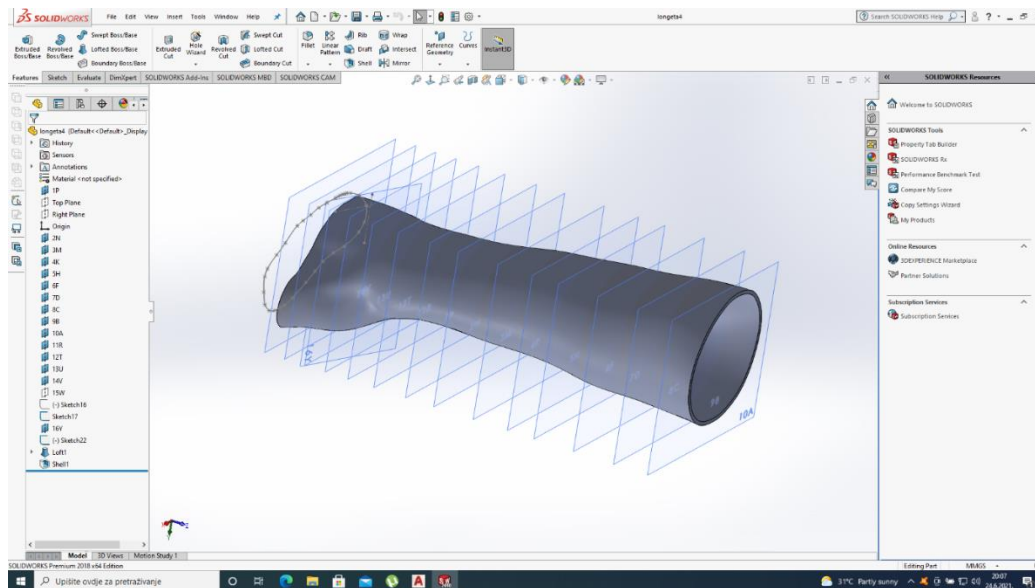 SOLIDWORKS File Edit View Insert Tools Window Help longeta4 Search SOLIDWORKS Help
Extruded Boss/Base Revolved Boss/Base Swept Boss/Base Lofted Boss/Base Boundary Boss/Base Extruded Cut Hole Wizard Revolved Cut Swept Cut Lofted Cut Boundary Cut Fillet Linear Pattern Rib Draft Shell Wrap Intersect Mirror Reference Geometry Curves Instant3D
Features Sketch Evaluate DimXpert SOLIDWORKS Add-Ins SOLIDWORKS MBD SOLIDWORKS CAM
longeta4 (Default<<Default>_Display
History
Sensors
Annotations
Material <not specified>
1P
Top Plane
Right Plane
Origin
2N
3M
4K
5H
6F
7D
8C
9B
10A
11R
12T
13U
14V
15W
(-) Sketch16
Sketch17
16Y
(-) Sketch22
Loft1
Shell1
16Y
9B
10A
SOLIDWORKS Resources
Welcome to SOLIDWORKS
SOLIDWORKS Tools
Property Tab Builder
SOLIDWORKS Rx
Performance Benchmark Test
Compare My Score
Copy Settings Wizard
My Products
Online Resources
3DEXPERIENCE Marketplace
Partner Solutions
Subscription Services
Subscription Services
Model 3D Views Motion Study 1
SOLIDWORKS Premium 2018 x64 Edition Editing Part MMGS
Upišite ovdje za pretraživanje 31°C Partly sunny 20:07
24.6.2021.